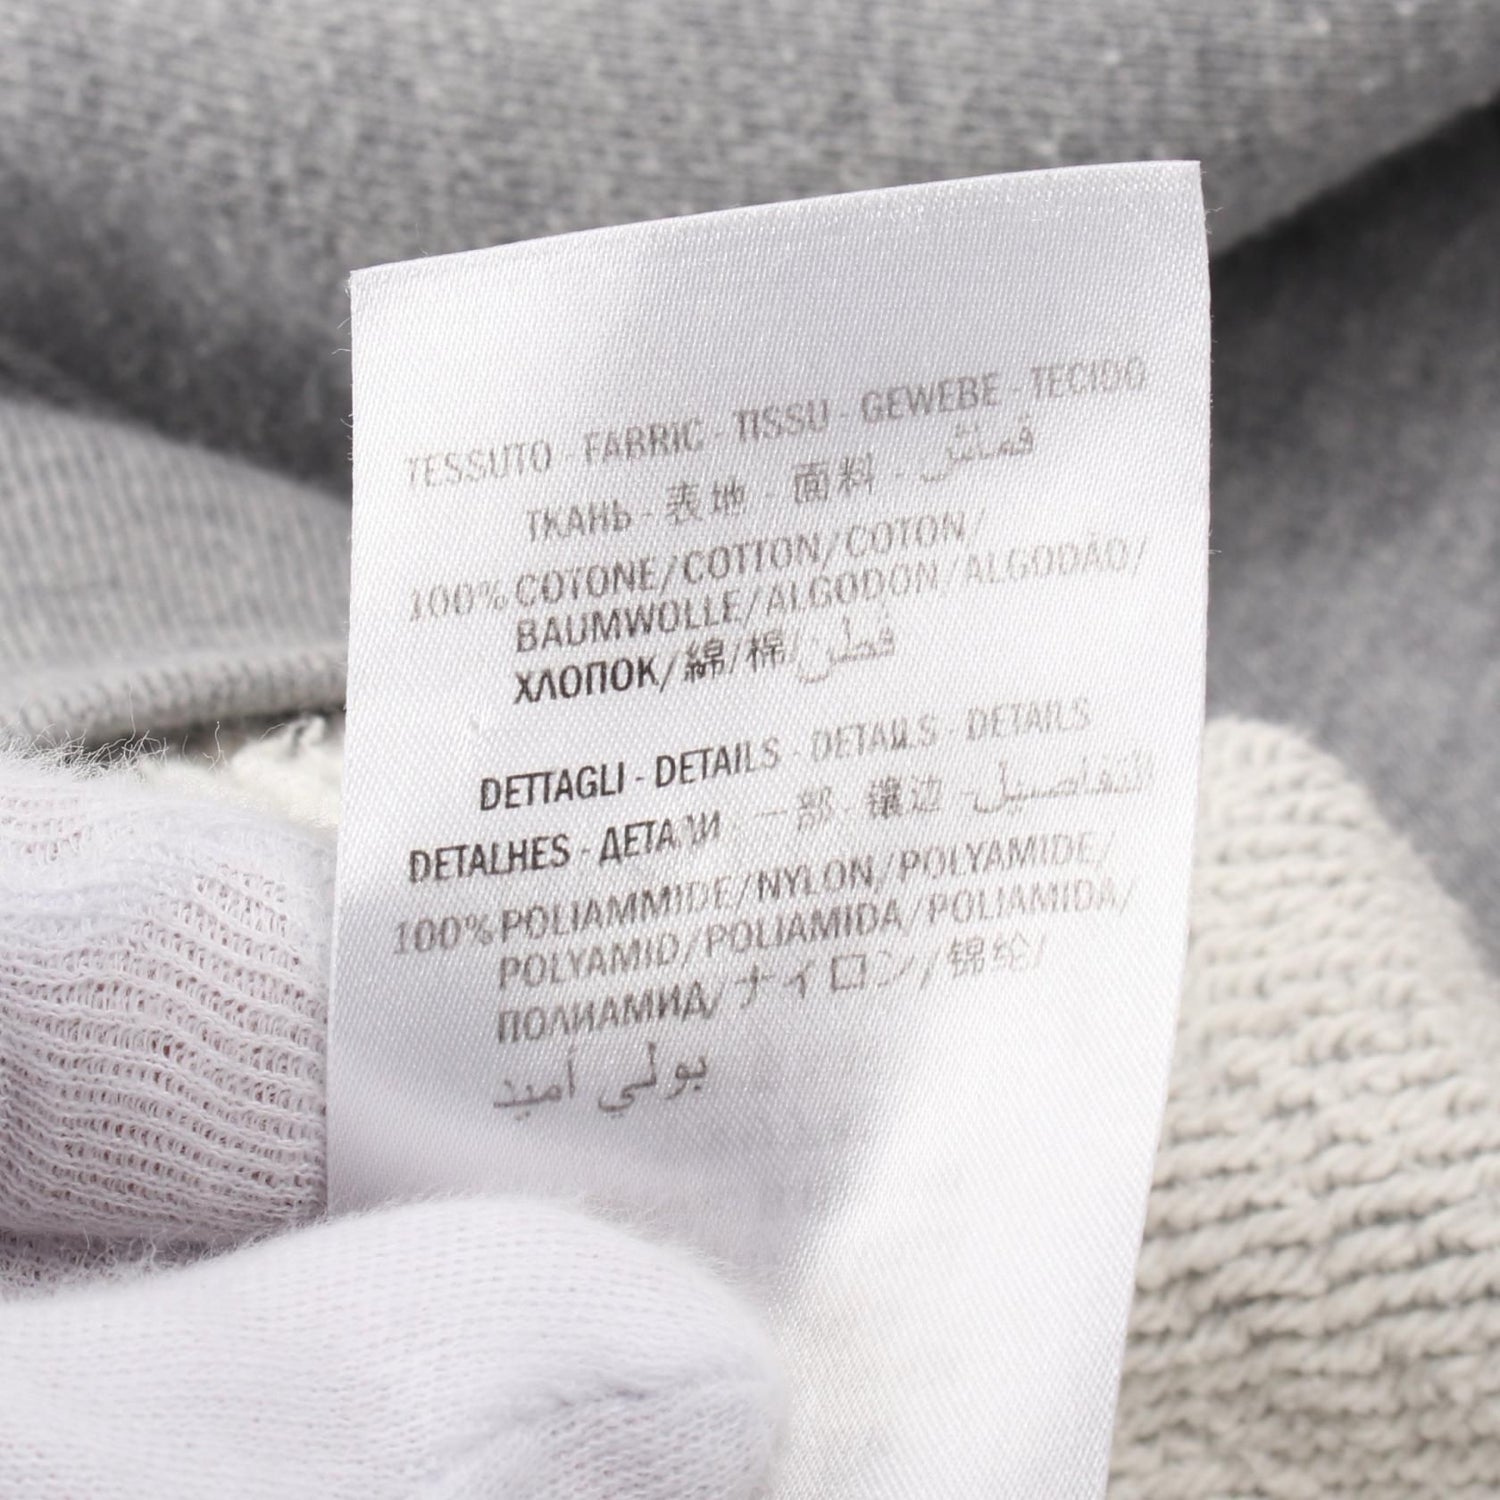 TESSUTO - FABRIC - TISSU - GEWEBE - TECIDO
ТКАНЬ - 表地 - 面料 - قماش
100% COTONE/COTTON/COTON/
BAUMWOLLE/ALGODON/ALGODÃO/
ХЛОПОК/綿/棉/قطن
DETTAGLI - DETAILS - DETAILS - DETAILS
DETALHES - ДЕТАЛИ - 一部 - 镶边 - تفاصيل
100% POLIAMMIDE/NYLON/POLYAMIDE/
POLYAMID/POLIAMIDA/POLIAMIDA/
ПОЛИАМИД/ナイロン/锦纶/
بولي أميد